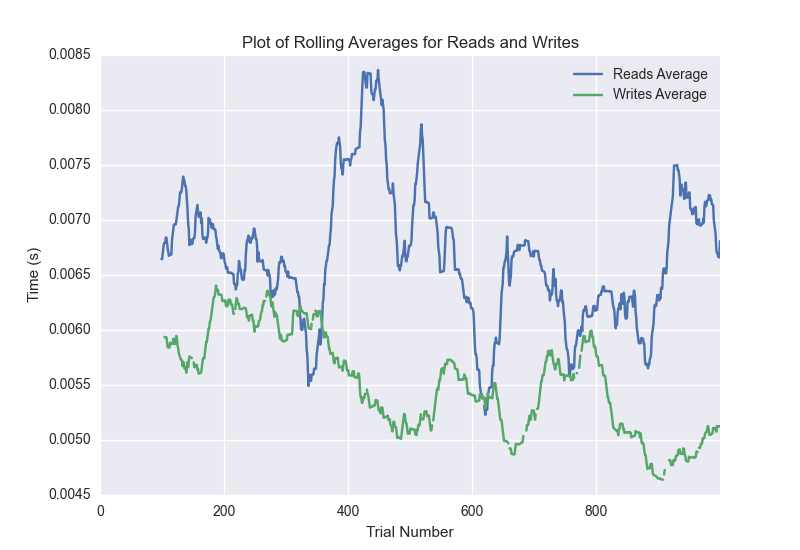 Plot of Rolling Averages for Reads and Writes
0.0085
0.0080
0.0075
0.0070
0.0065
0.0060
0.0055
0.0050
0.0045
Time (s)
Reads Average
Writes Average
0
200
400
600
800
Trial Number